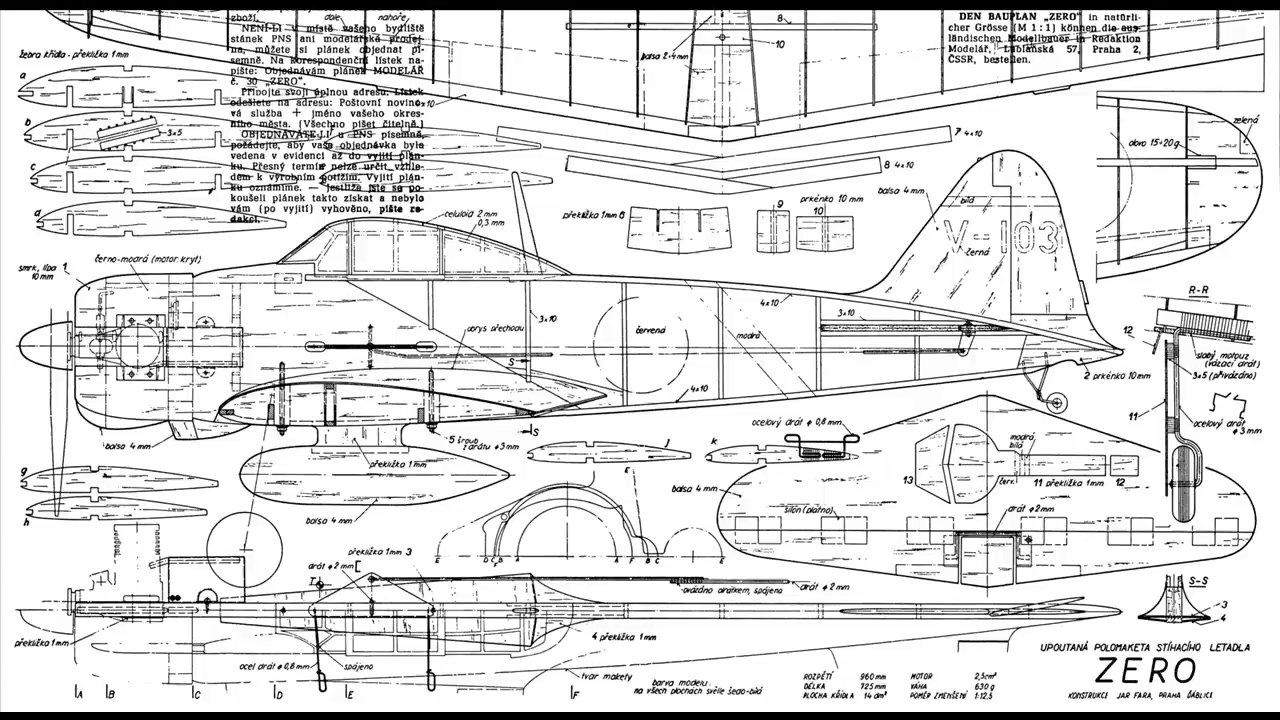 zboží.
NENÍ-LI v místě vašeho bydliště
stánek PNS ani modelářská prodej-
na, můžete si plánek objednat pí-
semně. Na korespondenční lístek na-
pište: Objednávám plánek MODELÁŘ
č. 30 „ZERO".
Připojte svoji úplnou adresu. Lístek
odešlete na adresu: Poštovní novino-
vá služba + jméno vašeho okres-
ního města. (Všechno pište čitelně.)
OBJEDNÁVÁTE-LI u PNS písemně,
požádejte, aby vaše objednávka byla
vedena v evidenci až do vyjití plán-
ku. Přesný termín nelze určit vzhle-
dem k výrobním potížím. Vyjití plán-
ku oznámíme. — Jestliže jste se po-
koušeli plánek takto získat a nebylo
vám (po vyjití) vyhověno, pište re-
dakci.
DEN BAUPLAN „ZERO" in natürli-
cher Grösse (M 1 : 1) können die aus-
ländischen Modellbauer in Redaktion
Modelář, Lublaňská 57, Praha 2,
ČSSR, bestellen.
dole
nahoře
žebra křídla - překližka 1 mm
a
b
3×5
c
d
8
10
balsa 2-4 mm
7 4×10
8 4×10
zelená
olovo 15÷20 g
překližka 1 mm 6
9
prkénko 10 mm
10
balsa 4 mm
bílá
V-103
černá
celuloid 2 mm
0,3 mm
smrk, lípa 1
10 mm
černo-modrá (motor. kryt)
obrys přechodu
3×10
červená
4×10
modrá
3×10
S
4×10
2 prkénko 10 mm
R-R
12
slabý motouz
(vázací drát)
3×5 (převázáno)
11
ocelový drát
φ 3 mm
balsa 4 mm
5 šroub
z drátu φ 3 mm
S
překližka 1 mm
balsa 4 mm
g
h
j
k
ocelový drát φ 0,8 mm
balsa 4 mm
silon (plátno)
13
modrá,
bílá
červ.
11 překližka 1 mm
12
drát φ 2 mm
E
E D C B A A F B C E
překližka 1 mm 3
drát φ 2 mm
T
ovázáno drátkem, spájeno
drát φ 2 mm
S-S
3
4
překližka 1 mm
ocel drát φ 0,8 mm
spájeno
4 překližka 1 mm
tvar makety
A B C D E F
barva modelu:
na všech plochách světle šedo-bílá
UPOUTANÁ POLOMAKETA STÍHACÍHO LETADLA
ZERO
KONSTRUKCE JAR FARA, PRAHA ĎÁBLICE
ROZPĚTÍ 960 mm MOTOR 2,5 cm³
DÉLKA 725 mm VÁHA 630 g
PLOCHA KŘÍDLA 14 dm² POMĚR ZMENŠENÍ 1:12,5